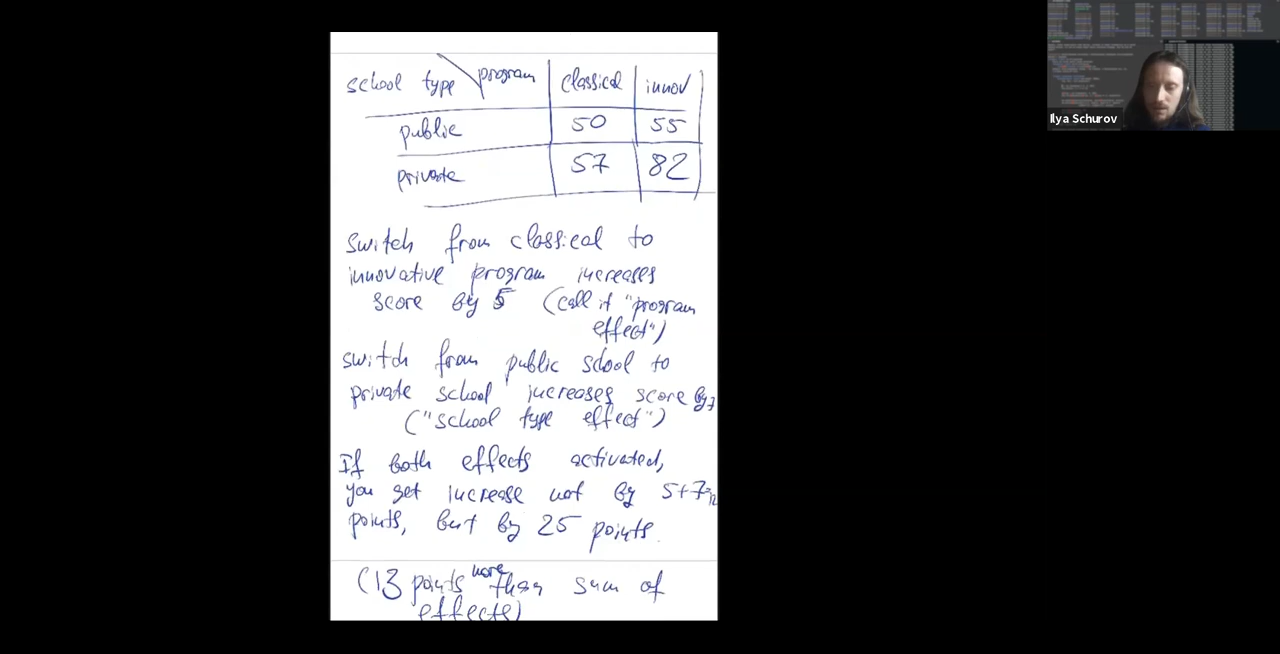 school type \ program | classical | innov
public | 50 | 55
private | 57 | 82
switch from classical to
innovative program increases
score by 5 (call it "program
effect")
switch from public school to
private school increases score by 7
("school type effect")
If both effects activated,
you get increase not by 5+7=12
points, but by 25 points.
(13 points more than sum of
effects)
Ilya Schurov